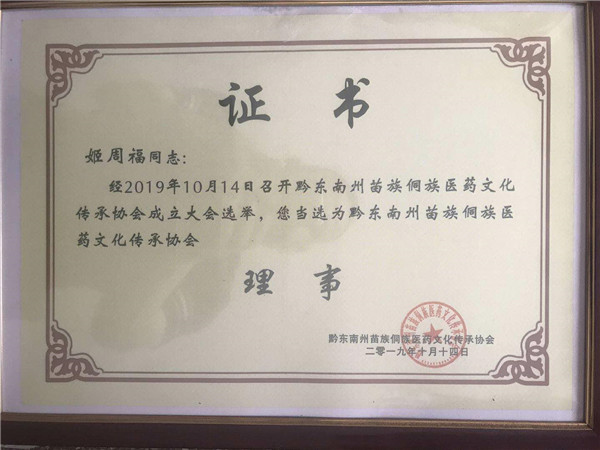 证书
姬周福同志：
经2019年10月14日召开黔东南州苗族侗族医药文化
传承协会成立大会选举，您当选为黔东南州苗族侗族医
药文化传承协会
理事
黔东南州苗族侗族医药文化传承协会
二零一九年十月十四日